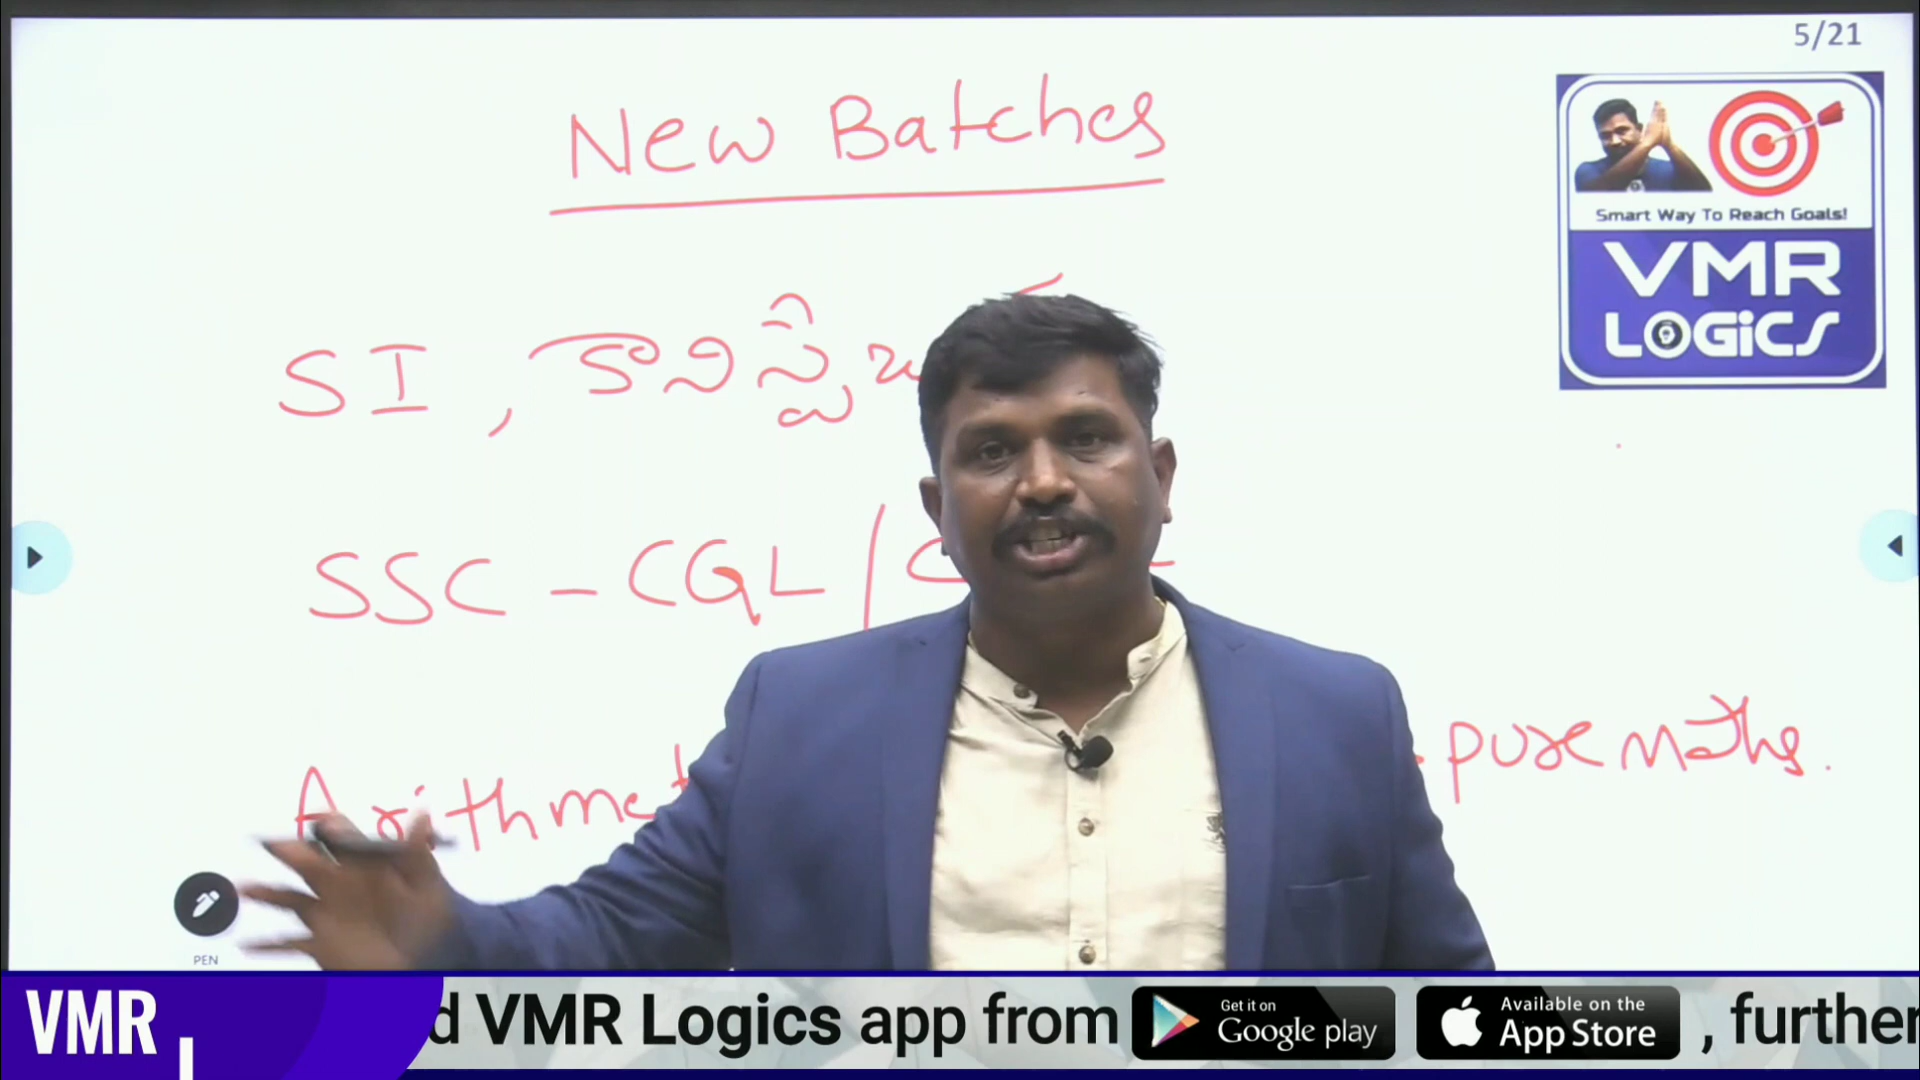 5/21
New Batches
Smart Way To Reach Goals!
VMR
LOGiCS
SI,
SSC - CGL /
pure maths.
PEN
VMR
VMR Logics app from
Get it on
Google play
Available on the
App Store
, further